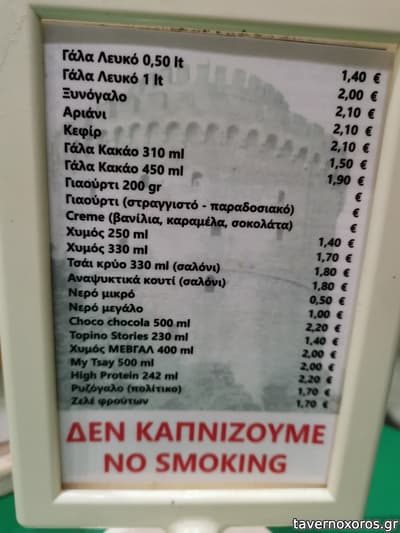 Γάλα Λευκό 0,50 lt 1,40 €
Γάλα Λευκό 1 lt 2,00 €
Ξυνόγαλο 2,10 €
Αριάνι 2,10 €
Κεφίρ 2,10 €
Γάλα Κακάο 310 ml 1,50 €
Γάλα Κακάο 450 ml 1,90 €
Γιαούρτι 200 gr €
Γιαούρτι (στραγγιστό - παραδοσιακό) €
Creme (βανίλια, καραμέλα, σοκολάτα) €
Χυμός 250 ml 1,40 €
Χυμός 330 ml 1,70 €
Τσάι κρύο 330 ml (σαλόνι) 1,80 €
Αναψυκτικά κουτί (σαλόνι) 1,80 €
Νερό μικρό 0,50 €
Νερό μεγάλο 1,00 €
Choco chocola 500 ml 2,20 €
Topino Stories 230 ml 1,40 €
Χυμός ΜΕΒΓΑΛ 400 ml 2,00 €
My Tsay 500 ml 2,00 €
High Protein 242 ml 2,20 €
Ρυζόγαλο (πολίτικο) 1,70 €
Ζελέ φρούτων 1,70 €
ΔΕΝ ΚΑΠΝΙΖΟΥΜΕ
NO SMOKING
tavernoxoros.gr